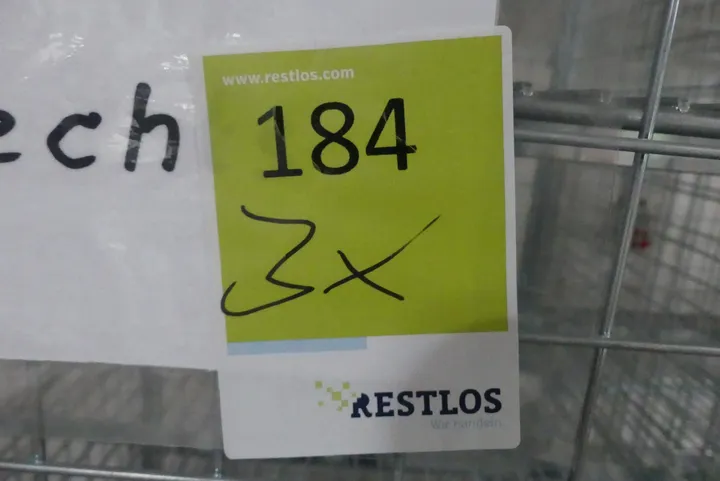 ech
www.restlos.com
184
3x
RESTLOS
Wir handeln.